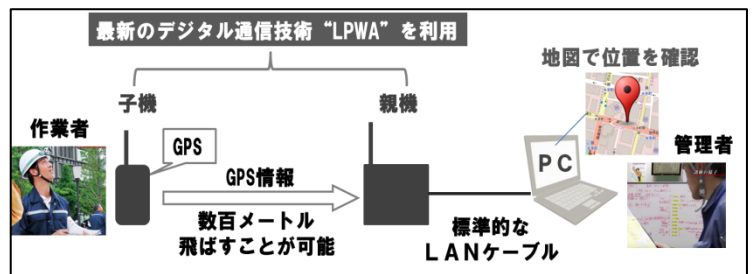 最新のデジタル通信技術“LPWA”を利用
地図で位置を確認
子機
親機
作業者
GPS
管理者
PC
GPS情報
数百メートル
飛ばすことが可能
標準的な
LANケーブル